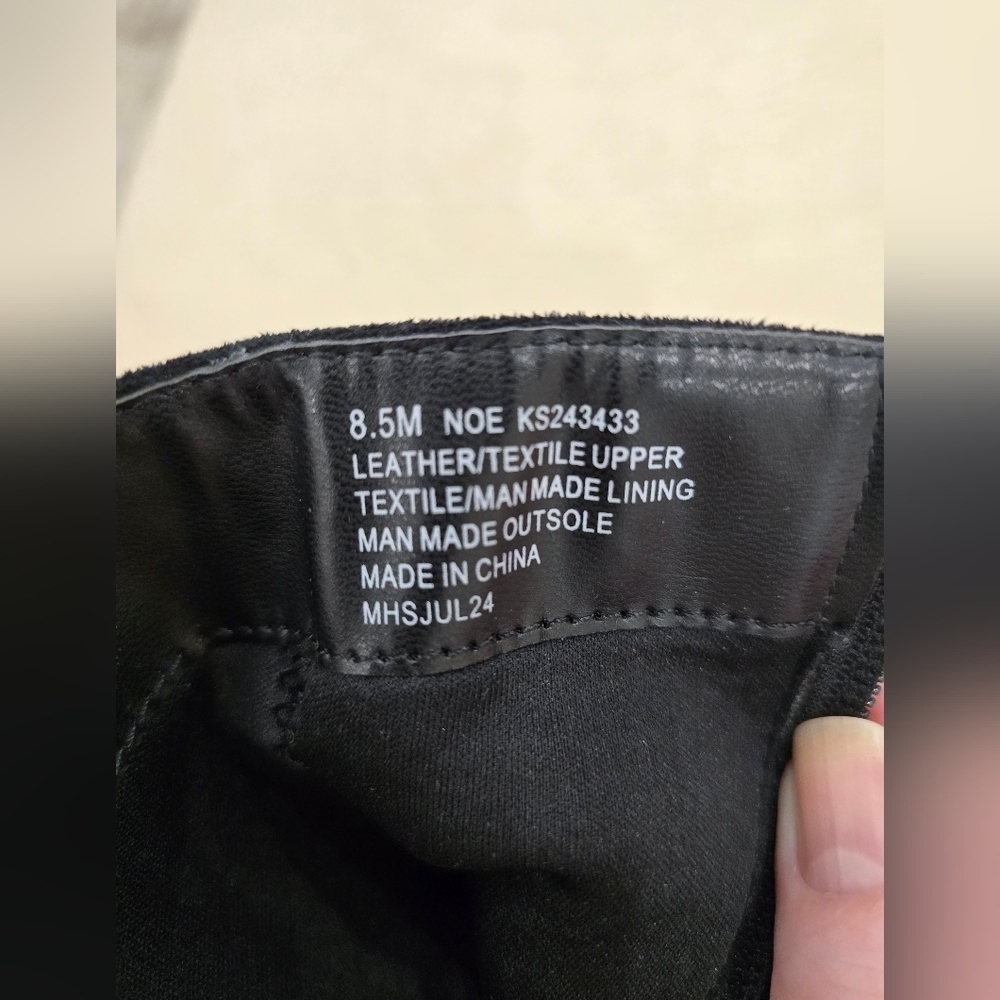 8.5M NOE KS243433
LEATHER/TEXTILE UPPER
TEXTILE/MAN MADE LINING
MAN MADE OUTSOLE
MADE IN CHINA
MHSJUL24